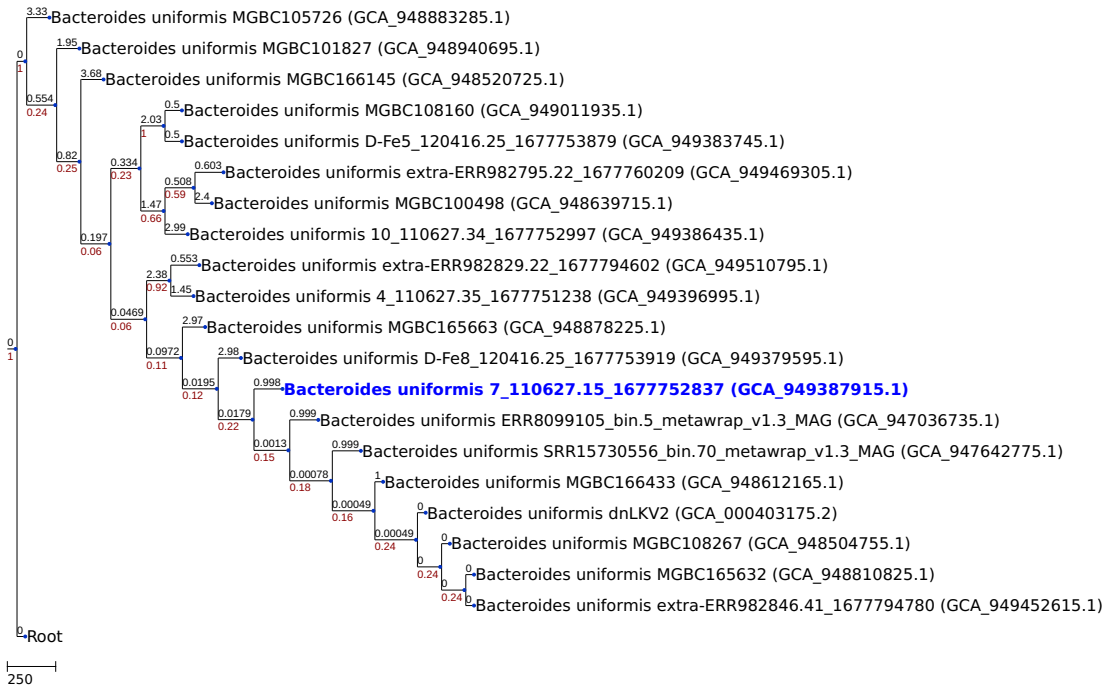 3.33 Bacteroides uniformis MGBC105726 (GCA_948883285.1)
1.95 Bacteroides uniformis MGBC101827 (GCA_948940695.1)
0
1
3.68 Bacteroides uniformis MGBC166145 (GCA_948520725.1)
0.554
0.24
0.5 Bacteroides uniformis MGBC108160 (GCA_949011935.1)
2.03
1
0.5 Bacteroides uniformis D-Fe5_120416.25_1677753879 (GCA_949383745.1)
0.82
0.25
0.334
0.23
0.603 Bacteroides uniformis extra-ERR982795.22_1677760209 (GCA_949469305.1)
0.508
0.59
2.4 Bacteroides uniformis MGBC100498 (GCA_948639715.1)
1.47
0.66
2.99 Bacteroides uniformis 10_110627.34_1677752997 (GCA_949386435.1)
0.197
0.06
0.553 Bacteroides uniformis extra-ERR982829.22_1677794602 (GCA_949510795.1)
2.38
0.92
1.45 Bacteroides uniformis 4_110627.35_1677751238 (GCA_949396995.1)
0.0469
0.06
2.97 Bacteroides uniformis MGBC165663 (GCA_948878225.1)
0
1
0.0972
0.11
2.98 Bacteroides uniformis D-Fe8_120416.25_1677753919 (GCA_949379595.1)
0.0195
0.12
0.998 Bacteroides uniformis 7_110627.15_1677752837 (GCA_949387915.1)
0.0179
0.22
0.999 Bacteroides uniformis ERR8099105_bin.5_metawrap_v1.3_MAG (GCA_947036735.1)
0.0013
0.15
0.999 Bacteroides uniformis SRR15730556_bin.70_metawrap_v1.3_MAG (GCA_947642775.1)
0.00078
0.18
1 Bacteroides uniformis MGBC166433 (GCA_948612165.1)
0.00049
0.16
0 Bacteroides uniformis dnLKV2 (GCA_000403175.2)
0.00049
0.24
0 Bacteroides uniformis MGBC108267 (GCA_948504755.1)
0
0.24
0 Bacteroides uniformis MGBC165632 (GCA_948810825.1)
0
0.24
0 Bacteroides uniformis extra-ERR982846.41_1677794780 (GCA_949452615.1)
0 Root
250